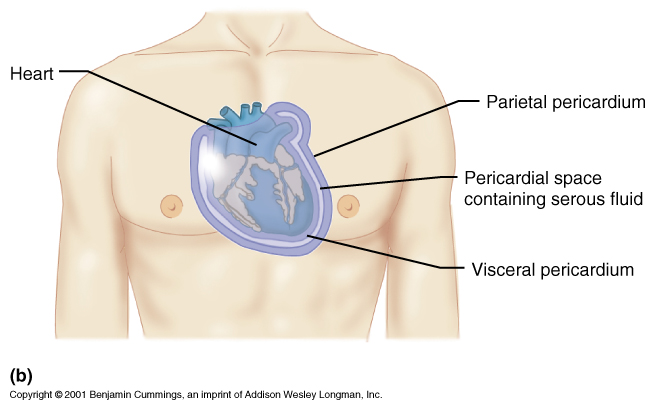 Heart
Parietal pericardium
Pericardial space
containing serous fluid
Visceral pericardium
(b)
Copyright © 2001 Benjamin Cummings, an imprint of Addison Wesley Longman, Inc.